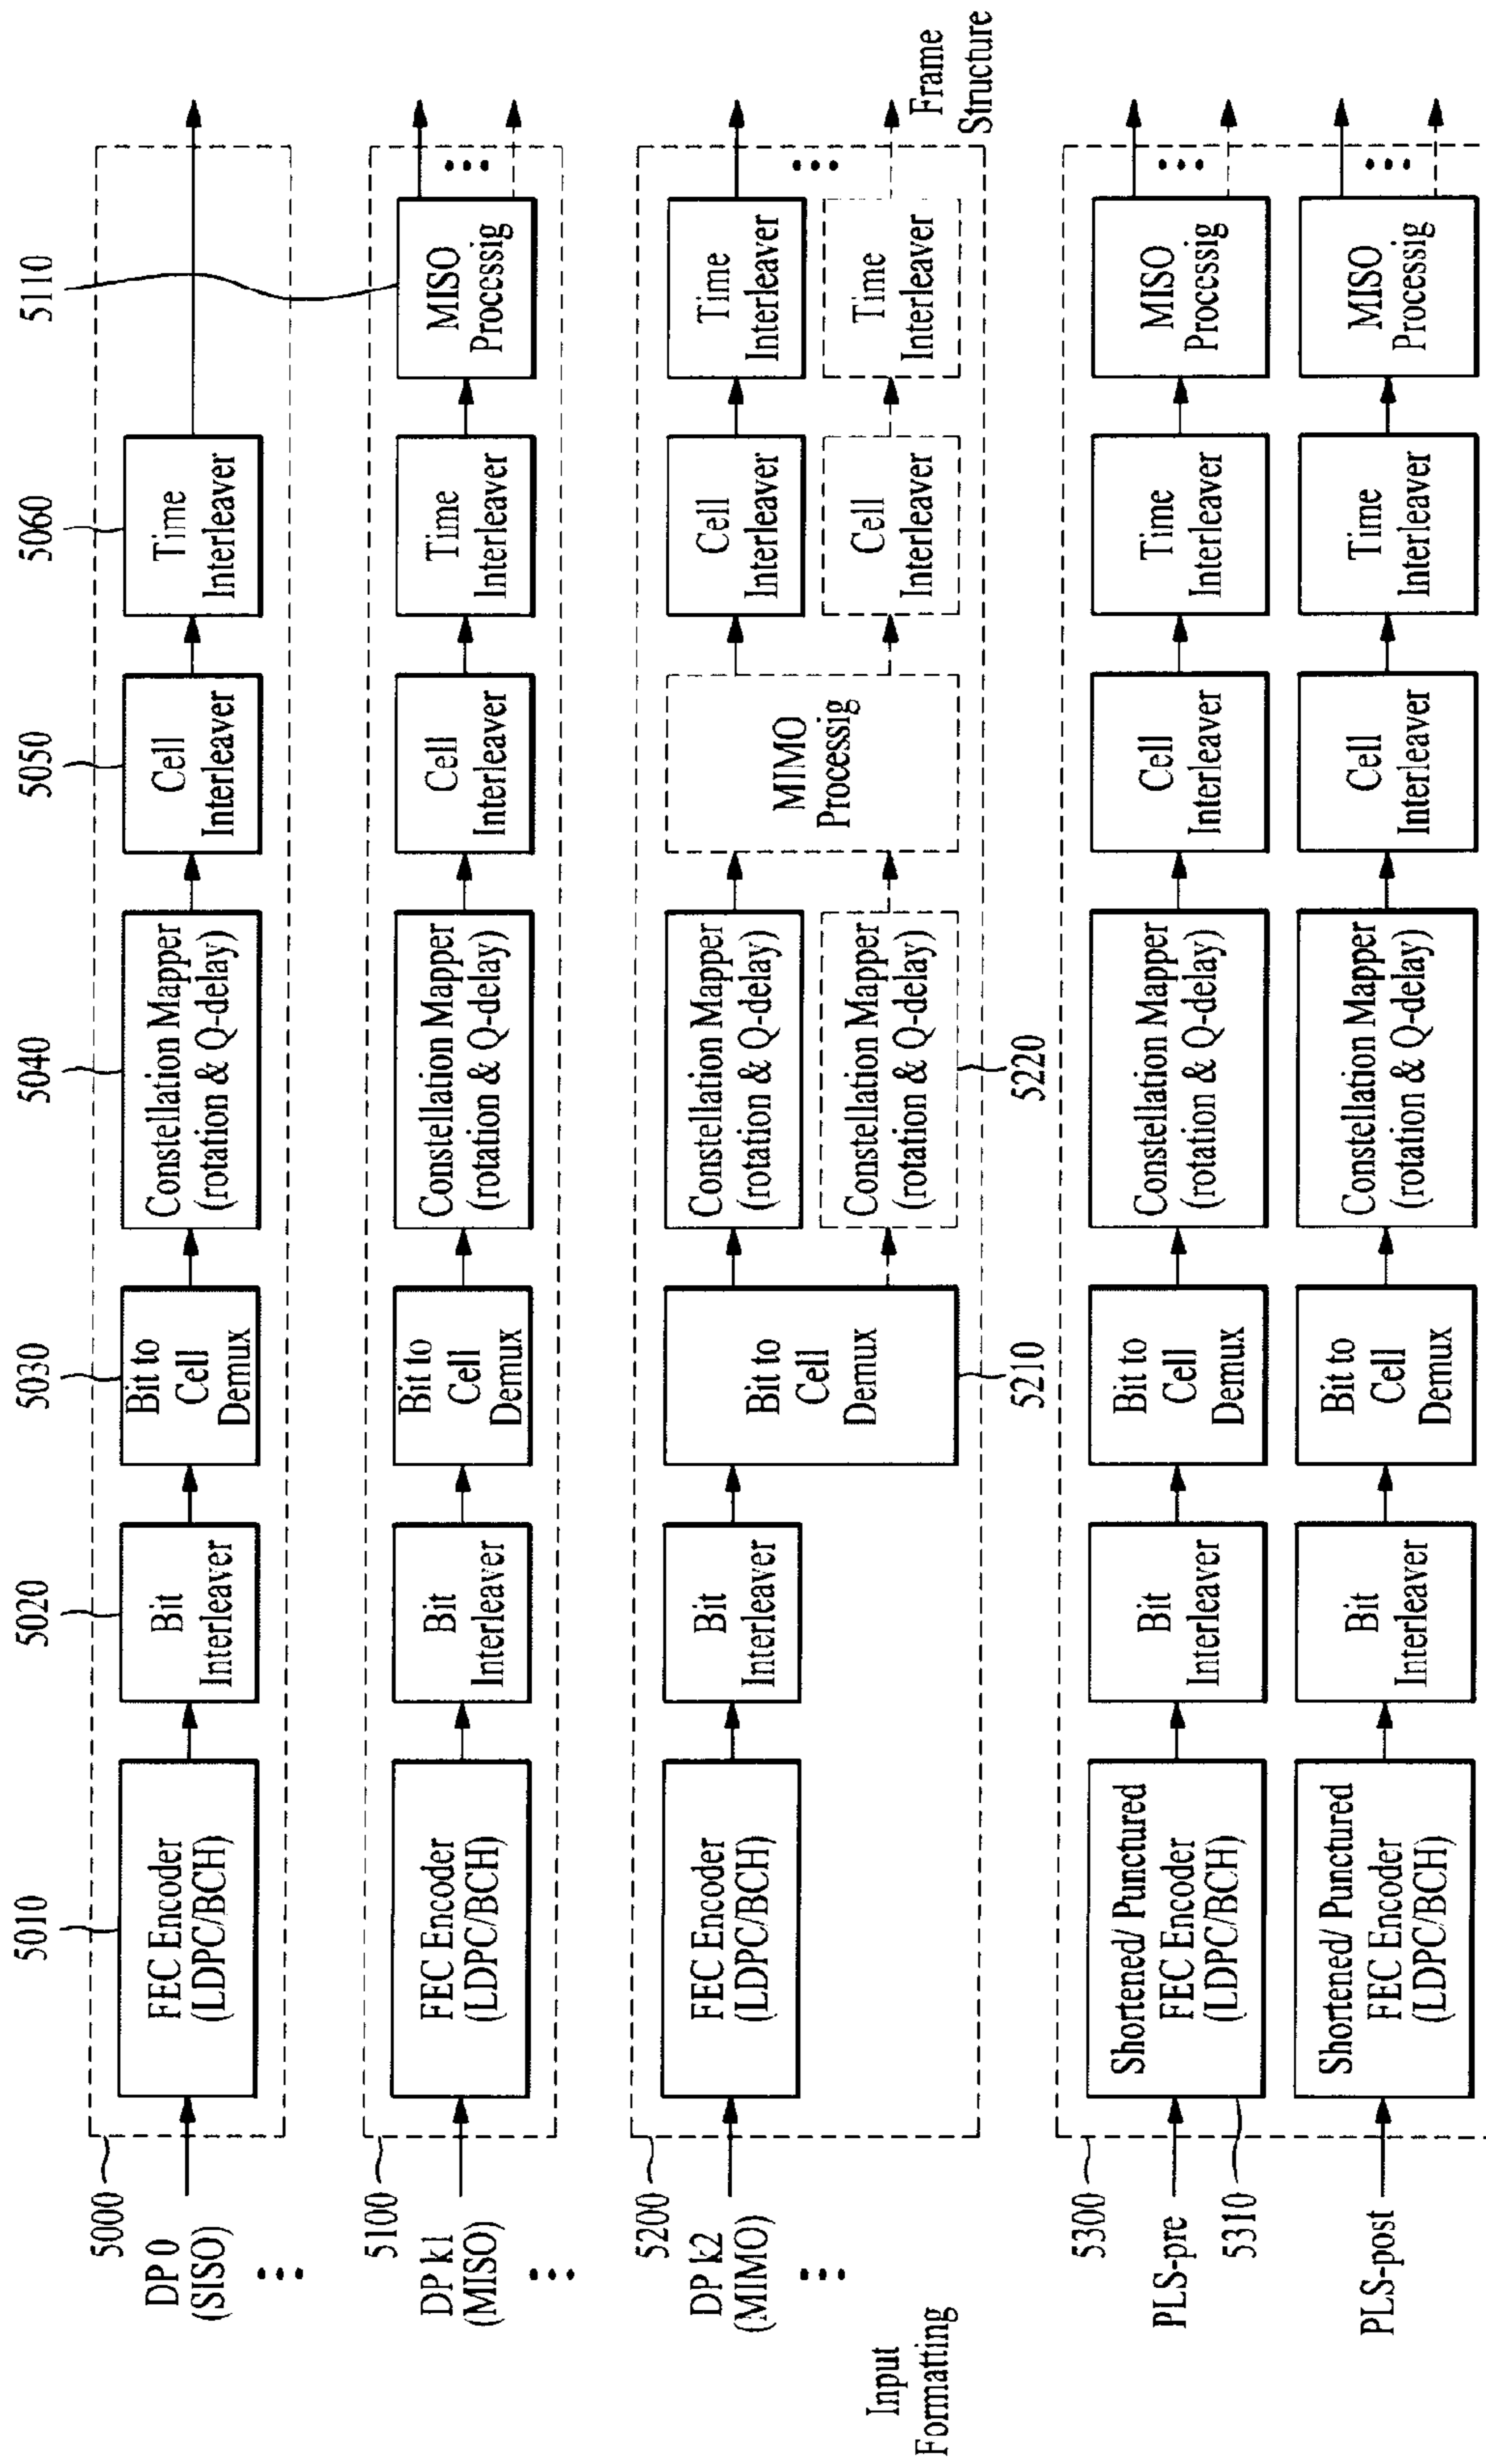 5010
5020
5030
5040
5050
5060
5110
5000
DP 0
(SISO)
FEC Encoder
(LDPC/BCH)
Bit
Interleaver
Bit to
Cell
Demux
Constellation Mapper
(rotation & Q-delay)
Cell
Interleaver
Time
Interleaver
5100
DP k1
(MISO)
FEC Encoder
(LDPC/BCH)
Bit
Interleaver
Bit to
Cell
Demux
Constellation Mapper
(rotation & Q-delay)
Cell
Interleaver
Time
Interleaver
MISO
Processig
5200
DP k2
(MIMO)
FEC Encoder
(LDPC/BCH)
Bit
Interleaver
Bit to
Cell
Demux
Constellation Mapper
(rotation & Q-delay)
Constellation Mapper
(rotation & Q-delay)
MIMO
Processig
Cell
Interleaver
Cell
Interleaver
Time
Interleaver
Time
Interleaver
Input
Formatting
Frame
Structure
5210
5220
5300
PLS-pre
5310
Shortened/ Punctured
FEC Encoder
(LDPC/BCH)
Bit
Interleaver
Bit to
Cell
Demux
Constellation Mapper
(rotation & Q-delay)
Cell
Interleaver
Time
Interleaver
MISO
Processig
PLS-post
Shortened/ Punctured
FEC Encoder
(LDPC/BCH)
Bit
Interleaver
Bit to
Cell
Demux
Constellation Mapper
(rotation & Q-delay)
Cell
Interleaver
Time
Interleaver
MISO
Processig